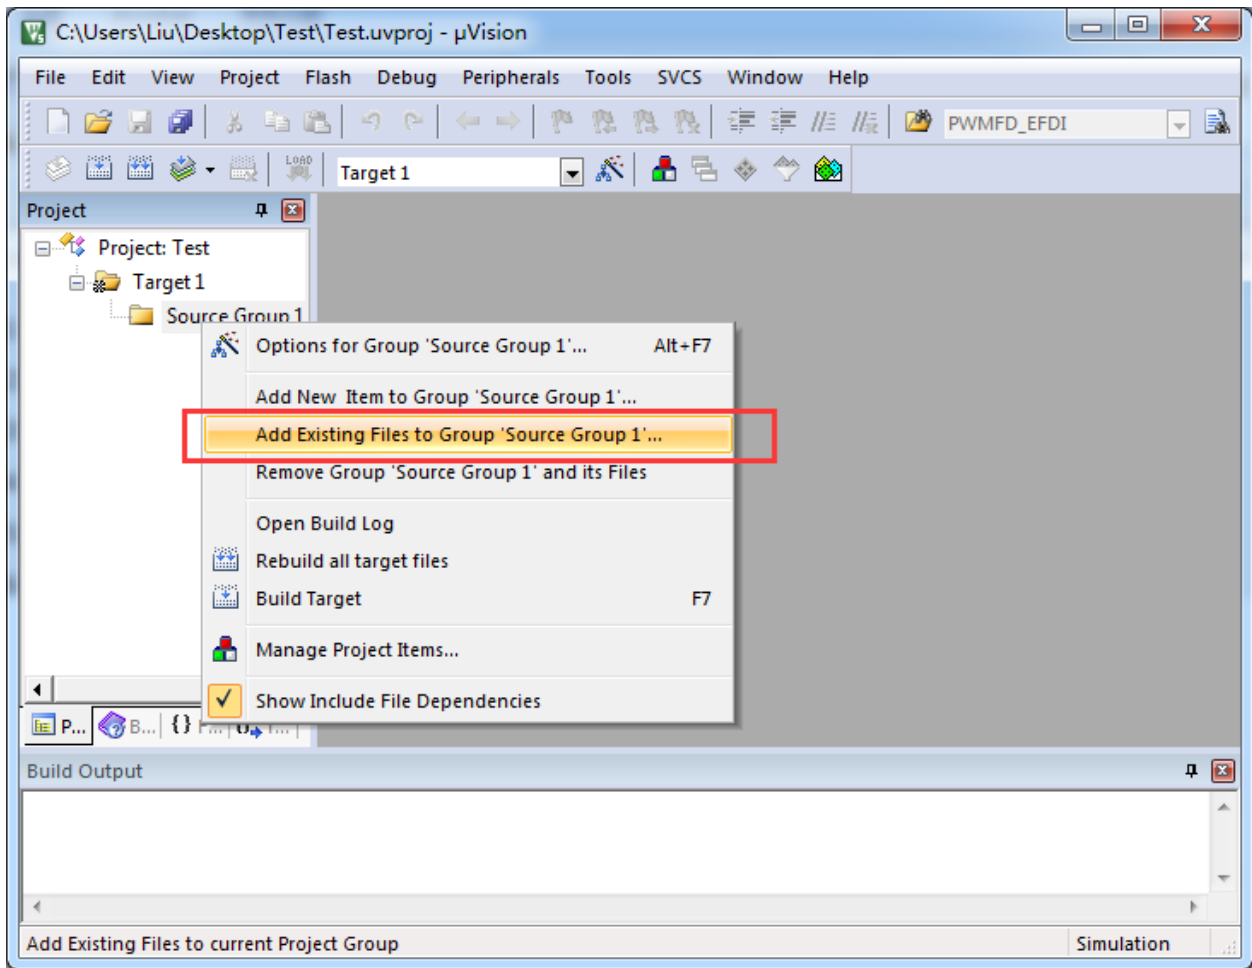 C:\Users\Liu\Desktop\Test\Test.uvproj - µVision
File Edit View Project Flash Debug Peripherals Tools SVCS Window Help
PWMFD_EFDI
LOAD
Target 1
Project
Project: Test
Target 1
Source Group 1
Options for Group 'Source Group 1'... Alt+F7
Add New Item to Group 'Source Group 1'...
Add Existing Files to Group 'Source Group 1'...
Remove Group 'Source Group 1' and its Files
Open Build Log
Rebuild all target files
Build Target F7
Manage Project Items...
Show Include File Dependencies
P... B... {}
Build Output
Add Existing Files to current Project Group Simulation